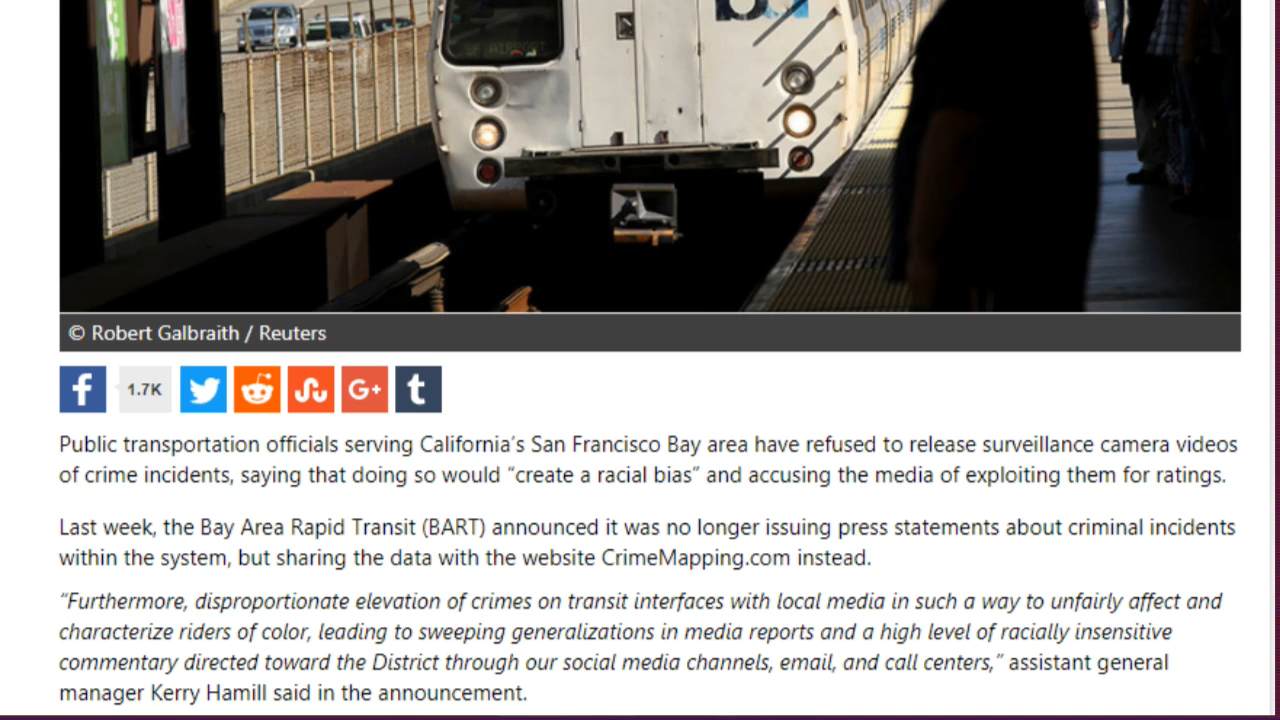 SF AIRPORT
© Robert Galbraith / Reuters
f 1.7K G+ t
Public transportation officials serving California’s San Francisco Bay area have refused to release surveillance camera videos
of crime incidents, saying that doing so would “create a racial bias” and accusing the media of exploiting them for ratings.
Last week, the Bay Area Rapid Transit (BART) announced it was no longer issuing press statements about criminal incidents
within the system, but sharing the data with the website CrimeMapping.com instead.
“Furthermore, disproportionate elevation of crimes on transit interfaces with local media in such a way to unfairly affect and
characterize riders of color, leading to sweeping generalizations in media reports and a high level of racially insensitive
commentary directed toward the District through our social media channels, email, and call centers,” assistant general
manager Kerry Hamill said in the announcement.